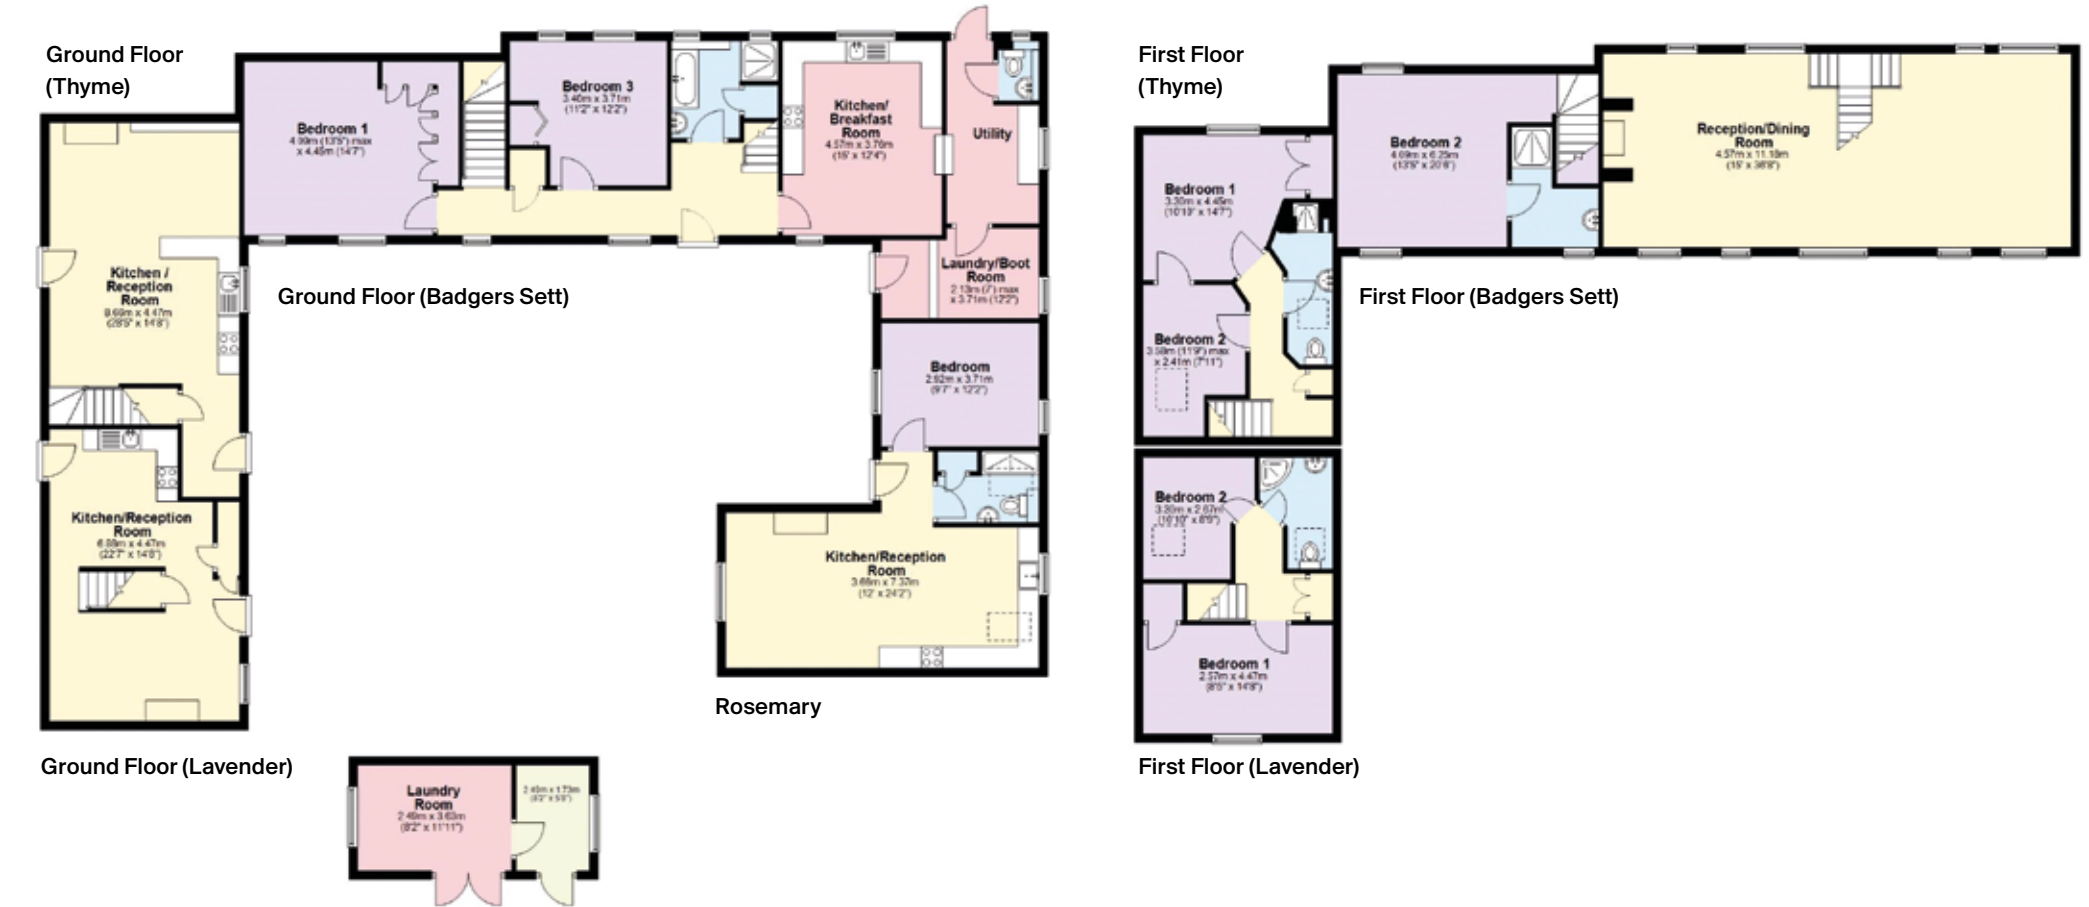 Ground Floor
(Thyme)
Bedroom 1
4.09m (13'5") max
x 4.45m (14'7")
Bedroom 3
3.40m x 3.71m
(11'2" x 12'2")
Kitchen/
Breakfast
Room
4.57m x 3.76m
(15' x 12'4")
Utility
Kitchen /
Reception
Room
8.66m x 4.47m
(28'5" x 14'8")
Ground Floor (Badgers Sett)
Laundry/Boot
Room
2.13m (7') max
x 3.71m (12'2")
Bedroom
2.92m x 3.71m
(9'7" x 12'2")
Kitchen/Reception
Room
6.88m x 4.47m
(22'7" x 14'8")
Kitchen/Reception
Room
3.66m x 7.37m
(12' x 24'2")
Rosemary
Ground Floor (Lavender)
Laundry
Room
2.49m x 3.63m
(8'2" x 11'11")
2.49m x 1.73m
(8'2" x 5'8")
First Floor
(Thyme)
Bedroom 2
4.09m x 6.25m
(13'5" x 20'6")
Reception/Dining
Room
4.57m x 11.18m
(15' x 36'8")
Bedroom 1
3.30m x 4.45m
(10'10" x 14'7")
First Floor (Badgers Sett)
Bedroom 2
3.58m (11'9") max
x 2.41m (7'11")
Bedroom 2
3.30m x 2.67m
(10'10" x 8'9")
Bedroom 1
2.57m x 4.47m
(8'5" x 14'8")
First Floor (Lavender)